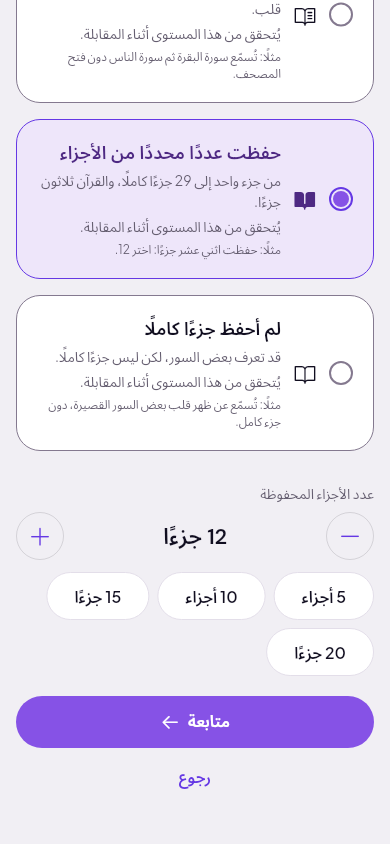 قلب.
يُتحقق من هذا المستوى أثناء المقابلة.
مثلًا: تُسمّع سورة البقرة ثم سورة الناس دون فتح
المصحف.
حفظت عددًا محددًا من الأجزاء
من جزء واحد إلى 29 جزءًا كاملًا، والقرآن ثلاثون
جزءًا.
يُتحقق من هذا المستوى أثناء المقابلة.
مثلًا: حفظت اثني عشر جزءًا: اختر 12.
لم أحفظ جزءًا كاملًا
قد تعرف بعض السور، لكن ليس جزءًا كاملًا.
يُتحقق من هذا المستوى أثناء المقابلة.
مثلًا: تُسمّع عن ظهر قلب بعض السور القصيرة، دون
جزء كامل.
عدد الأجزاء المحفوظة
12 جزءًا
5 أجزاء
10 أجزاء
15 جزءًا
20 جزءًا
متابعة
رجوع